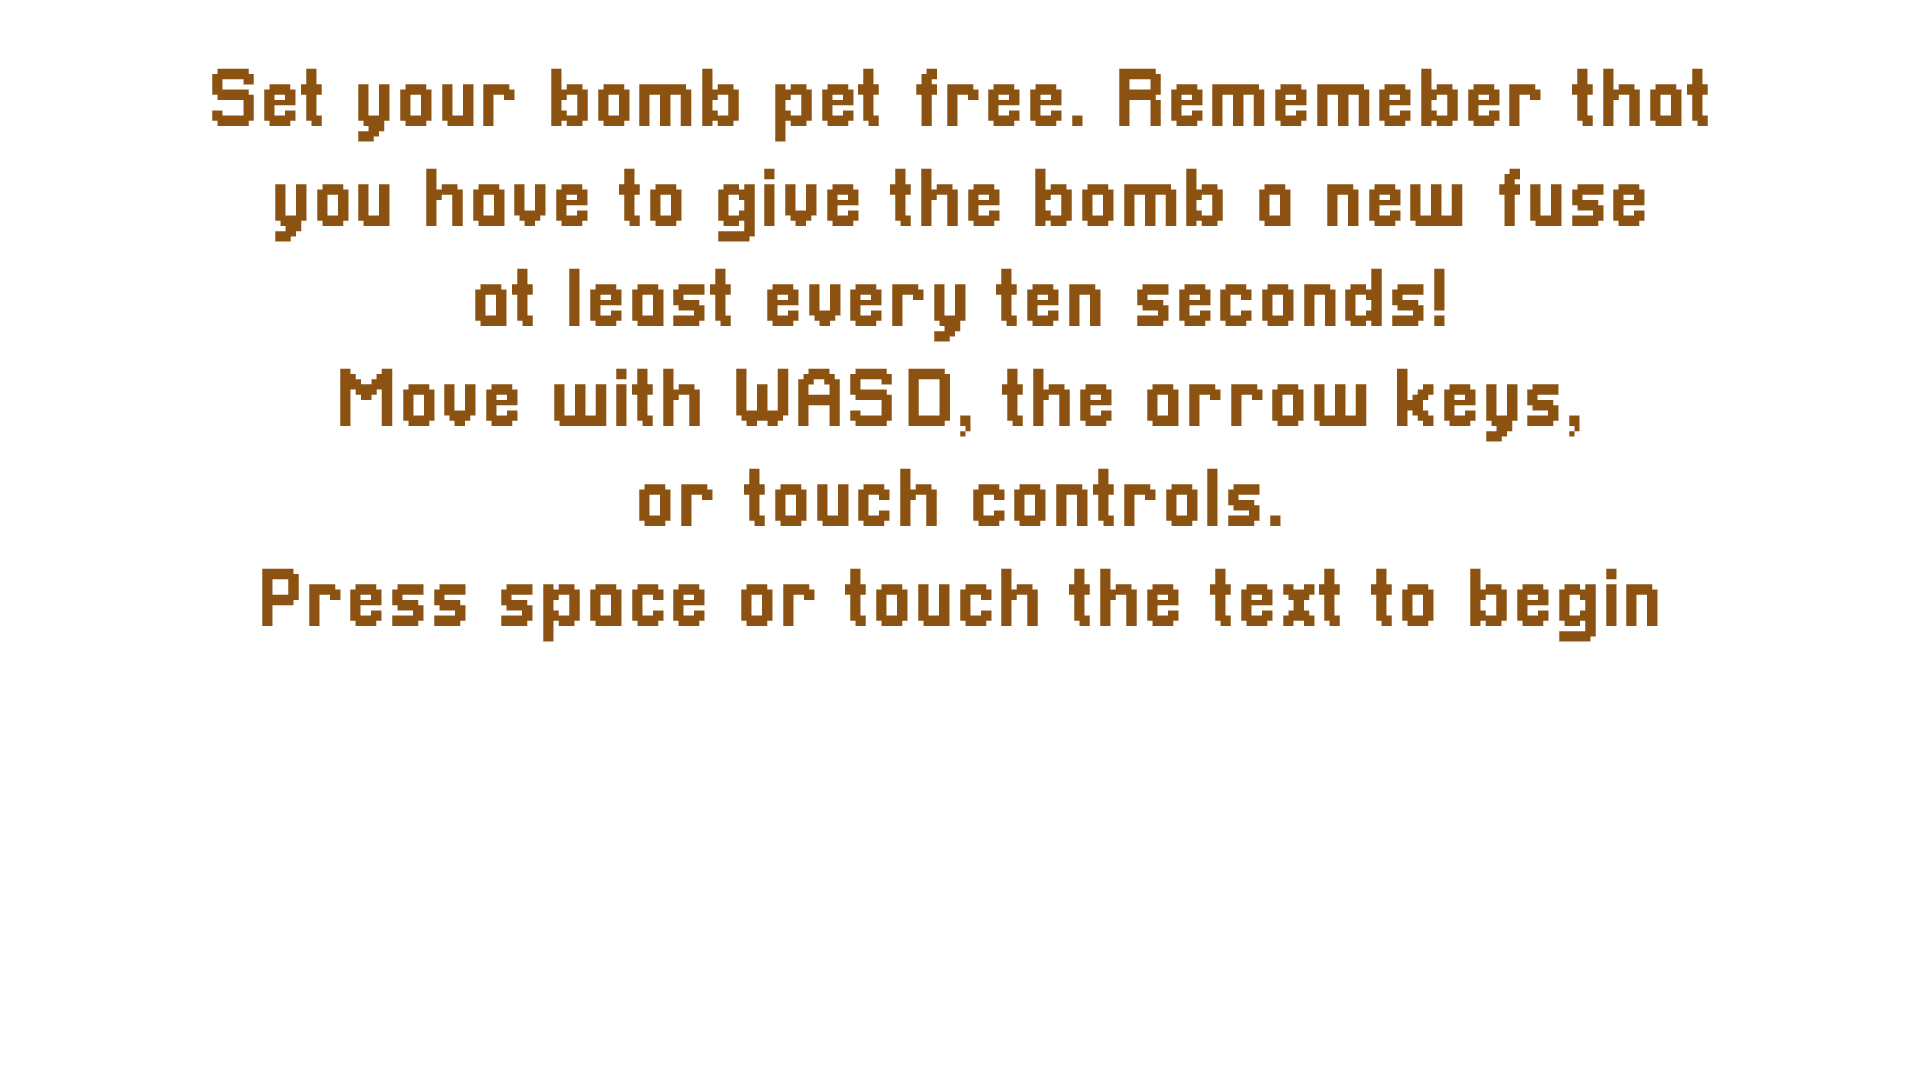 Set your bomb pet free. Rememeber that
you have to give the bomb a new fuse
at least every ten seconds!
Move with WASD, the arrow keys,
or touch controls.
Press space or touch the text to begin